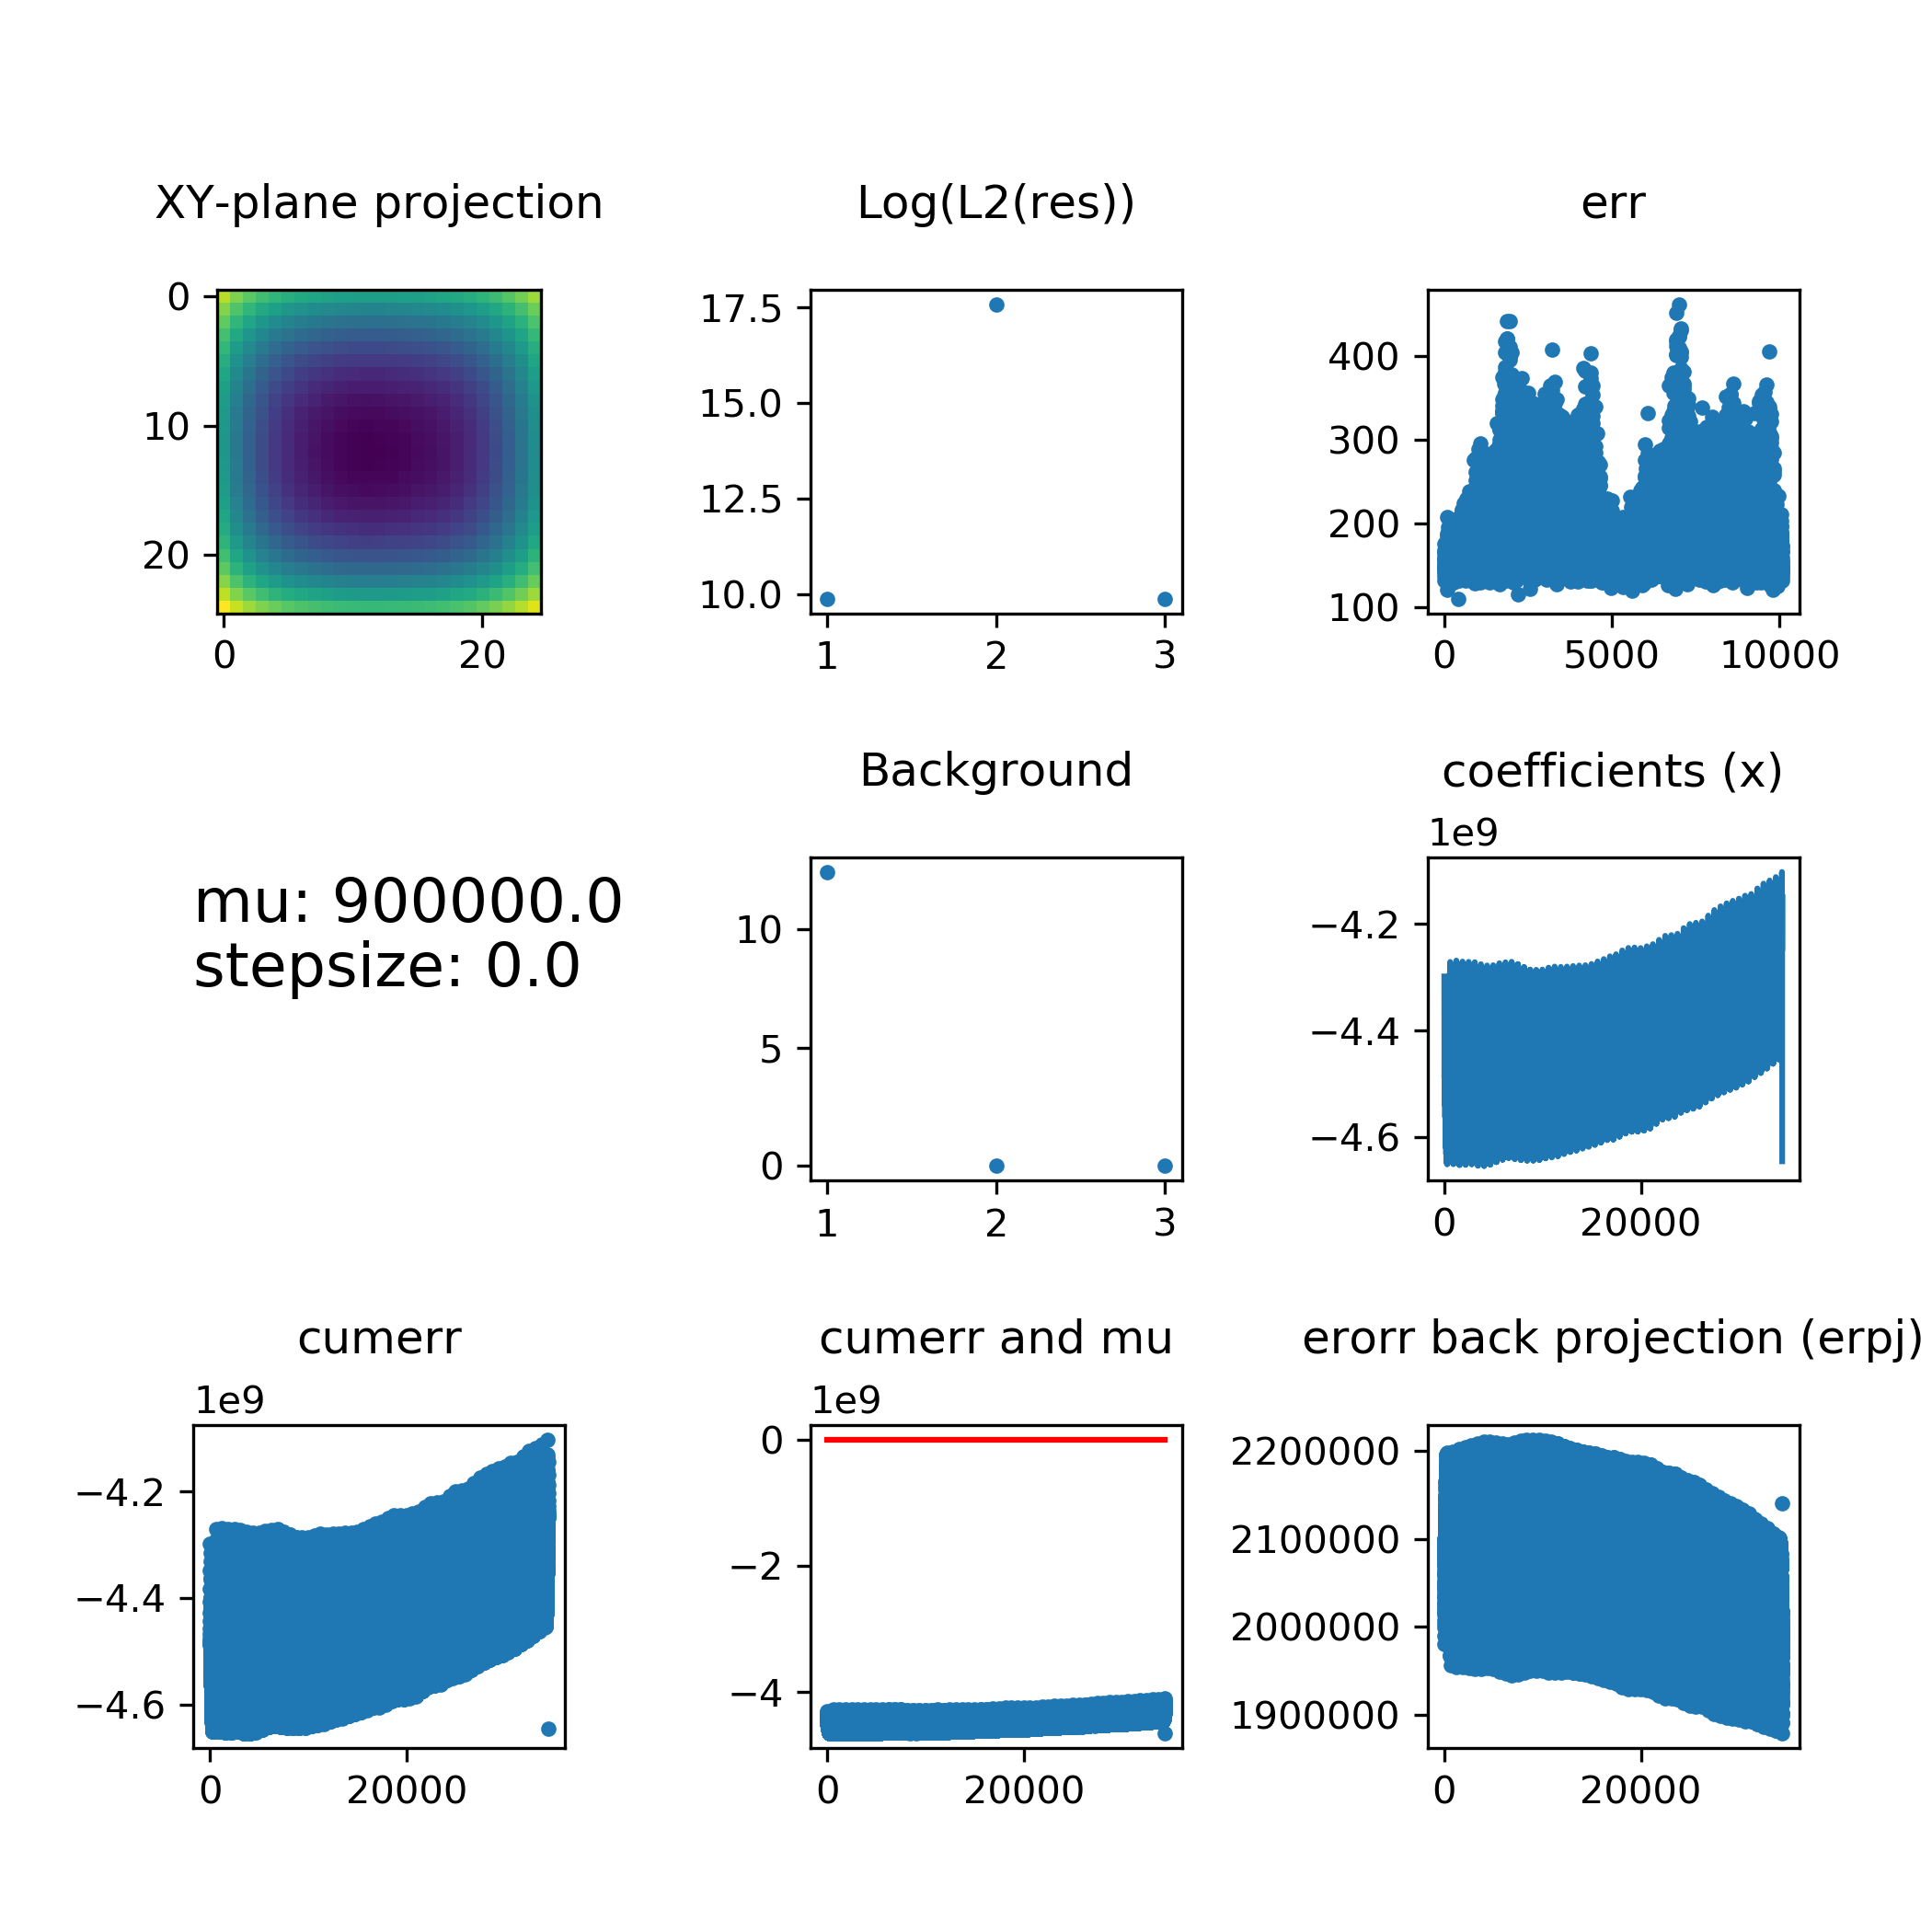 XY-plane projection
0
10
20
0 20
Log(L2(res))
17.5
15.0
12.5
10.0
1 2 3
err
400
300
200
100
0 5000 10000
mu: 900000.0
stepsize: 0.0
Background
10
5
0
1 2 3
coefficients (x)
1e9
−4.2
−4.4
−4.6
0 20000
cumerr
1e9
−4.2
−4.4
−4.6
0 20000
cumerr and mu
1e9
0
−2
−4
0 20000
erorr back projection (erpj)
2200000
2100000
2000000
1900000
0 20000